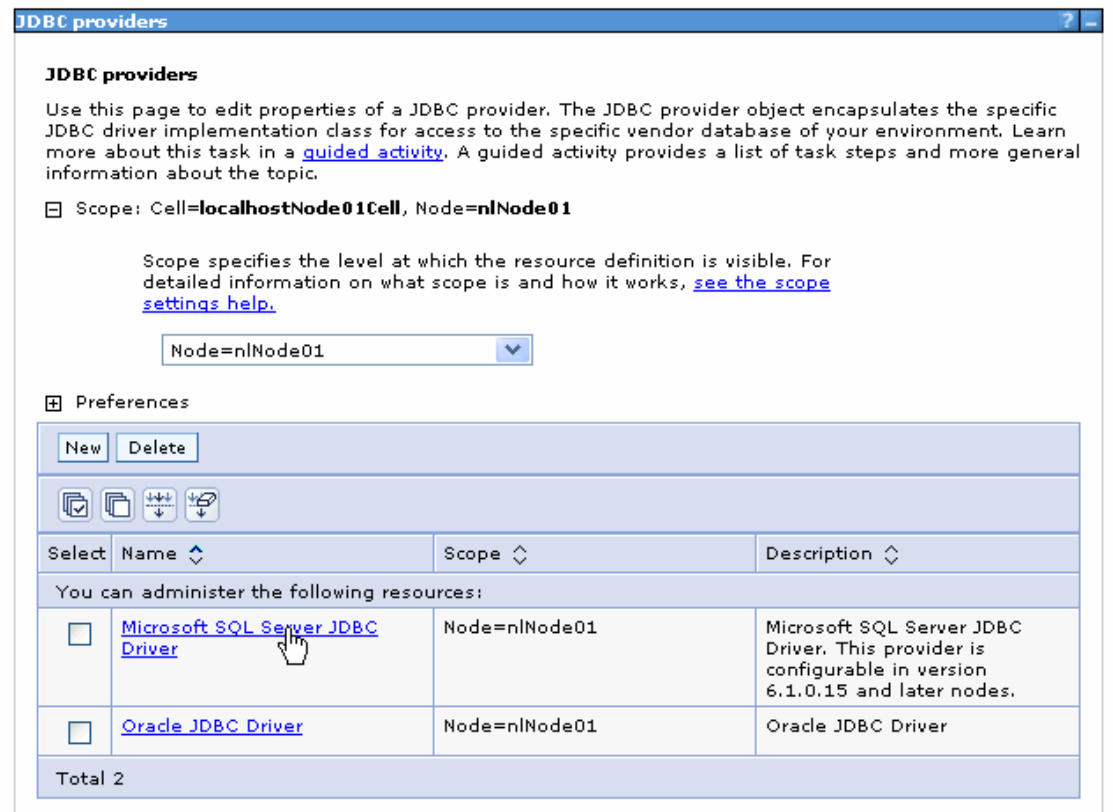 JDBC providers
?
JDBC providers
Use this page to edit properties of a JDBC provider. The JDBC provider object encapsulates the specific
JDBC driver implementation class for access to the specific vendor database of your environment. Learn
more about this task in a guided activity. A guided activity provides a list of task steps and more general
information about the topic.
Scope: Cell=localhostNode01Cell, Node=nlNode01
Scope specifies the level at which the resource definition is visible. For
detailed information on what scope is and how it works, see the scope
settings help.
Node=nlNode01
Preferences
New Delete
Select Name Scope Description
You can administer the following resources:
Microsoft SQL Server JDBC Node=nlNode01 Microsoft SQL Server JDBC
Driver Driver. This provider is
configurable in version
6.1.0.15 and later nodes.
Oracle JDBC Driver Node=nlNode01 Oracle JDBC Driver
Total 2